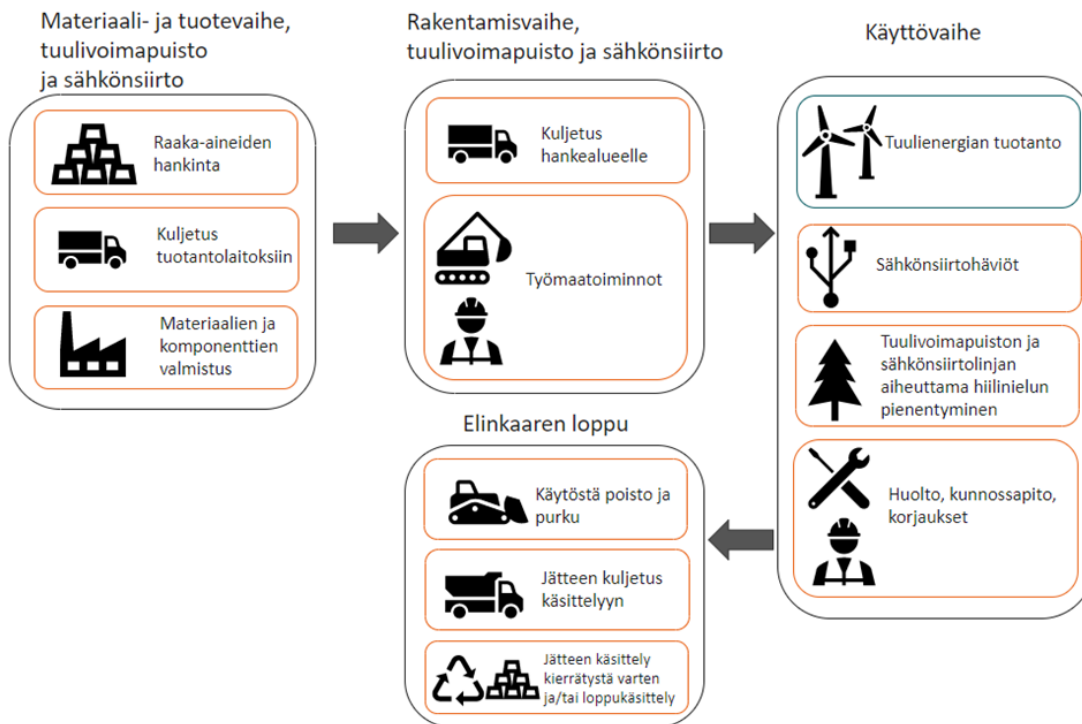 Materiaali- ja tuotevaihe,
tuulivoimapuisto
ja sähkönsiirto
Raaka-aineiden
hankinta
Kuljetus
tuotantolaitoksiin
Materiaalien ja
komponenttien
valmistus
Rakentamisvaihe,
tuulivoimapuisto ja sähkönsiirto
Kuljetus
hankealueelle
Työmaatoiminnot
Käyttövaihe
Tuulienergian tuotanto
Sähkönsiirtohäviöt
Tuulivoimapuiston ja
sähkönsiirtolinjan
aiheuttama hiilinielun
pienentyminen
Huolto, kunnossapito,
korjaukset
Elinkaaren loppu
Käytöstä poisto ja
purku
Jätteen kuljetus
käsittelyyn
Jätteen käsittely
kierrätystä varten
ja/tai loppukäsittely